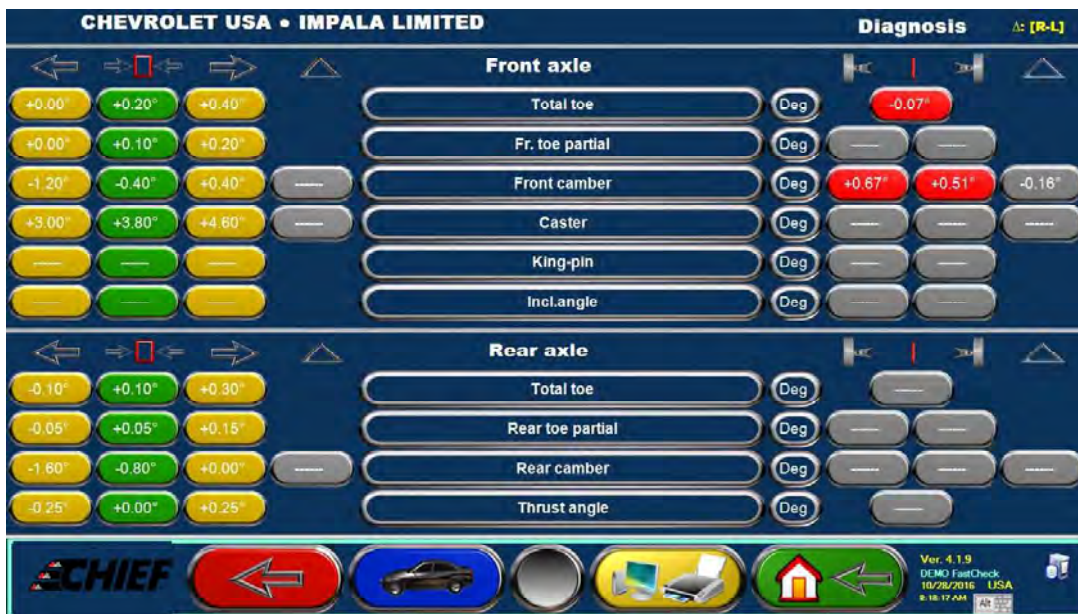 CHEVROLET USA • IMPALA LIMITED Diagnosis Δ: [R-L]
Front axle
+0.00° +0.20° +0.40° Total toe Deg -0.07°
+0.00° +0.10° +0.20° Fr. toe partial Deg ----- -----
-1.20° -0.40° +0.40° ----- Front camber Deg +0.67° +0.51° -0.16°
+3.00° +3.80° +4.60° ----- Caster Deg ----- ----- -----
----- ----- ----- King-pin Deg ----- -----
----- ----- ----- Incl.angle Deg ----- -----
Rear axle
-0.10° +0.10° +0.30° Total toe Deg -----
-0.05° +0.05° +0.15° Rear toe partial Deg ----- -----
-1.60° -0.80° +0.00° ----- Rear camber Deg ----- ----- -----
-0.25° +0.00° +0.25° Thrust angle Deg -----
CHIEF
Ver. 4.1.9
DEMO FastCheck
10/28/2016 USA
8:18:17 AM Alt